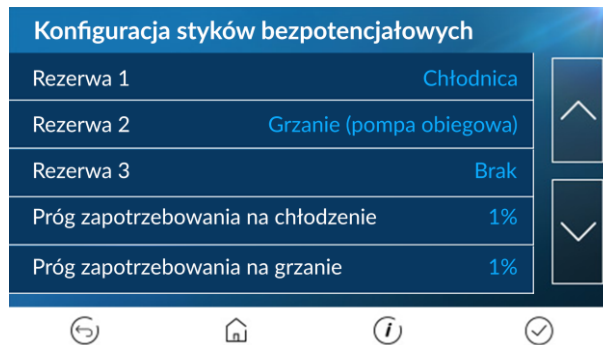 Konfiguracja styków bezpotencjałowych
Rezerwa 1 Chłodnica
Rezerwa 2 Grzanie (pompa obiegowa)
Rezerwa 3 Brak
Próg zapotrzebowania na chłodzenie 1%
Próg zapotrzebowania na grzanie 1%